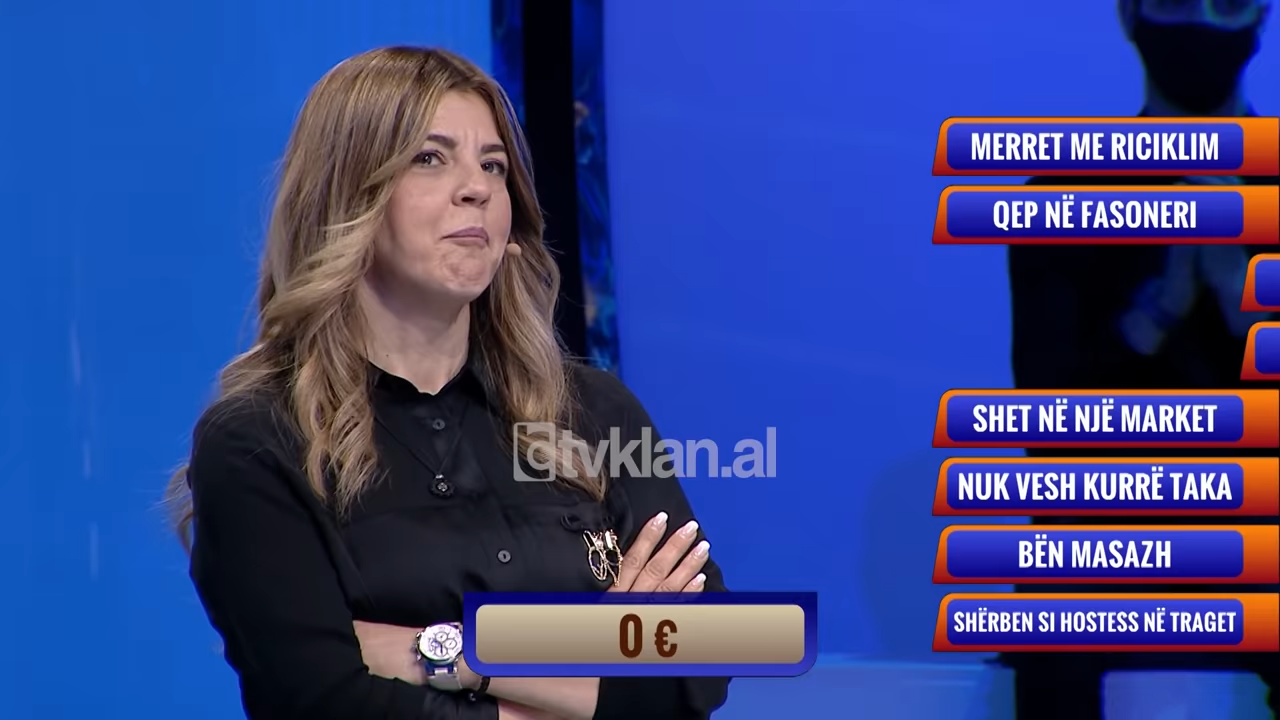 MERRET ME RICIKLIM
QEP NË FASONERI
SHET NË NJË MARKET
NUK VESH KURRË TAKA
BËN MASAZH
SHËRBEN SI HOSTESS NË TRAGET
tvklan.al
0 €